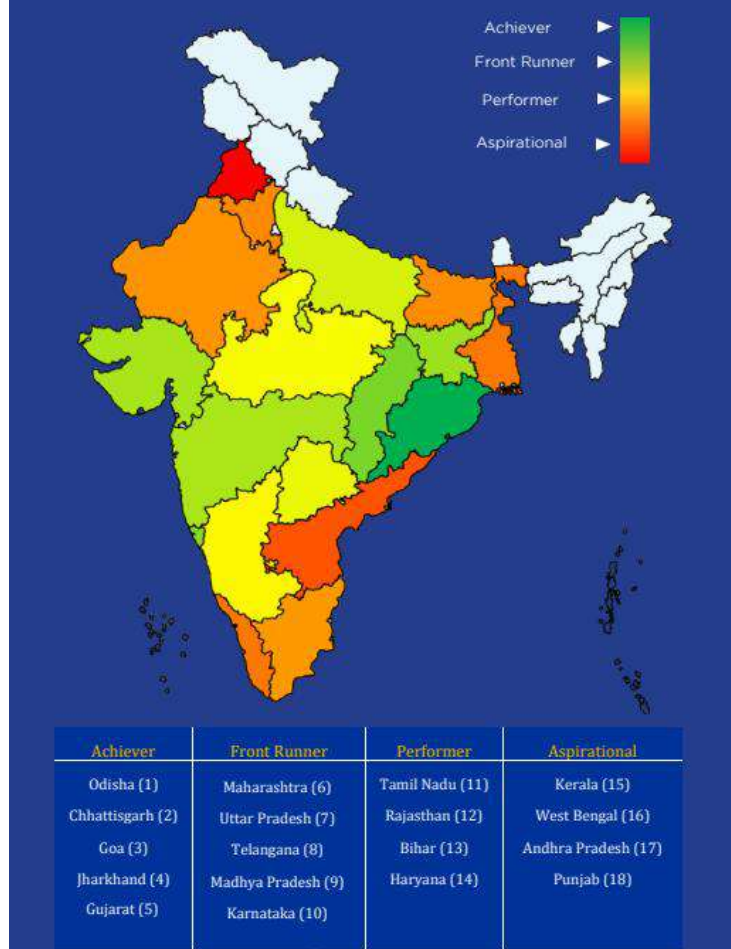 Achiever
Front Runner
Performer
Aspirational
Achiever
Odisha (1)
Chhattisgarh (2)
Goa (3)
Jharkhand (4)
Gujarat (5)
Front Runner
Maharashtra (6)
Uttar Pradesh (7)
Telangana (8)
Madhya Pradesh (9)
Karnataka (10)
Performer
Tamil Nadu (11)
Rajasthan (12)
Bihar (13)
Haryana (14)
Aspirational
Kerala (15)
West Bengal (16)
Andhra Pradesh (17)
Punjab (18)